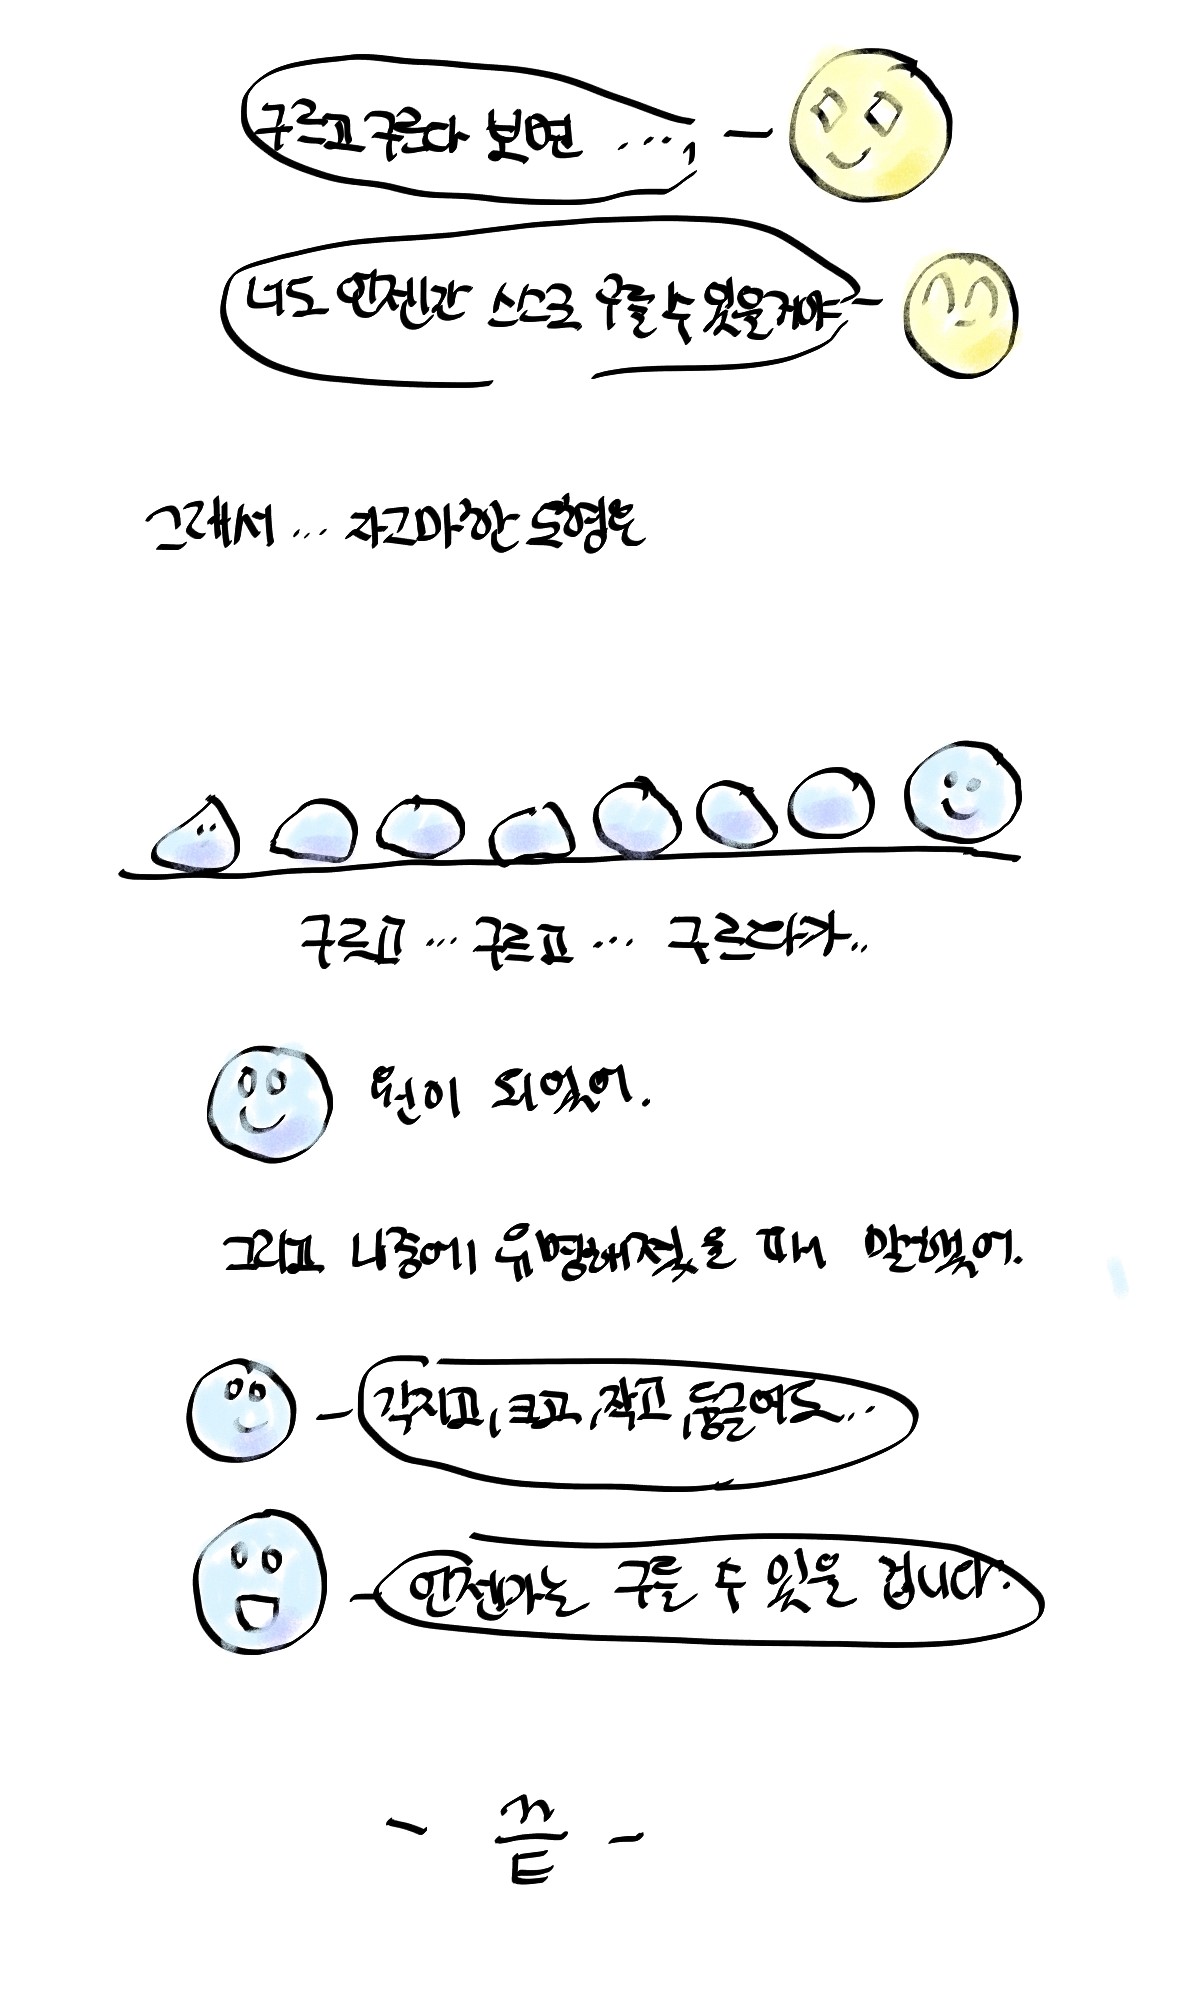 구르고 구르다 보면 ...,
너도 언젠간 스스로 구를 수 있을거야
그래서 ... 자그마한 도형은
구르고 ... 구르고 ... 구르다가..
원이 되었어.
그리고 나중에 유명해졌을 때 말했어.
각지고, 크고, 작고, 둥글어도...
언젠가는 구를 수 있을 겁니다.
- 끝 -